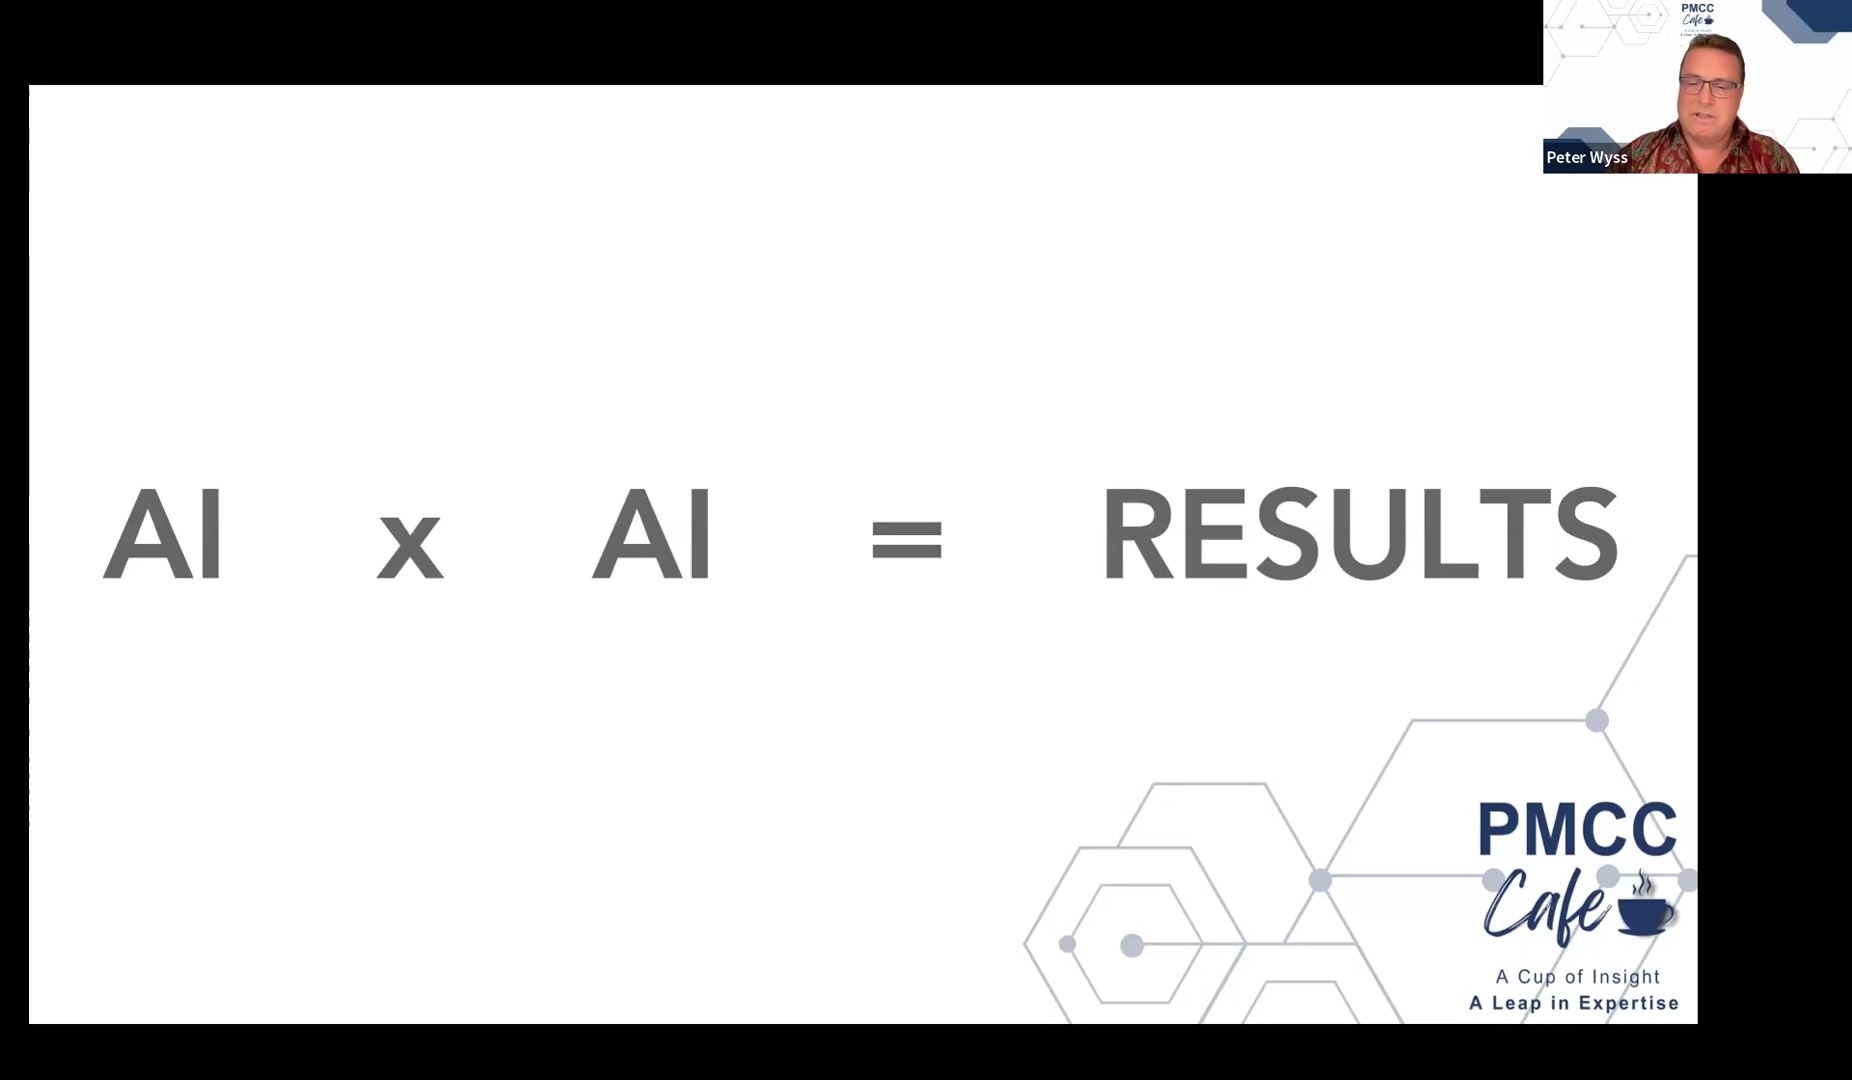 PMCC
Cafe
Peter Wyss
AI x AI = RESULTS
PMCC
Cafe
A Cup of Insight
A Leap in Expertise